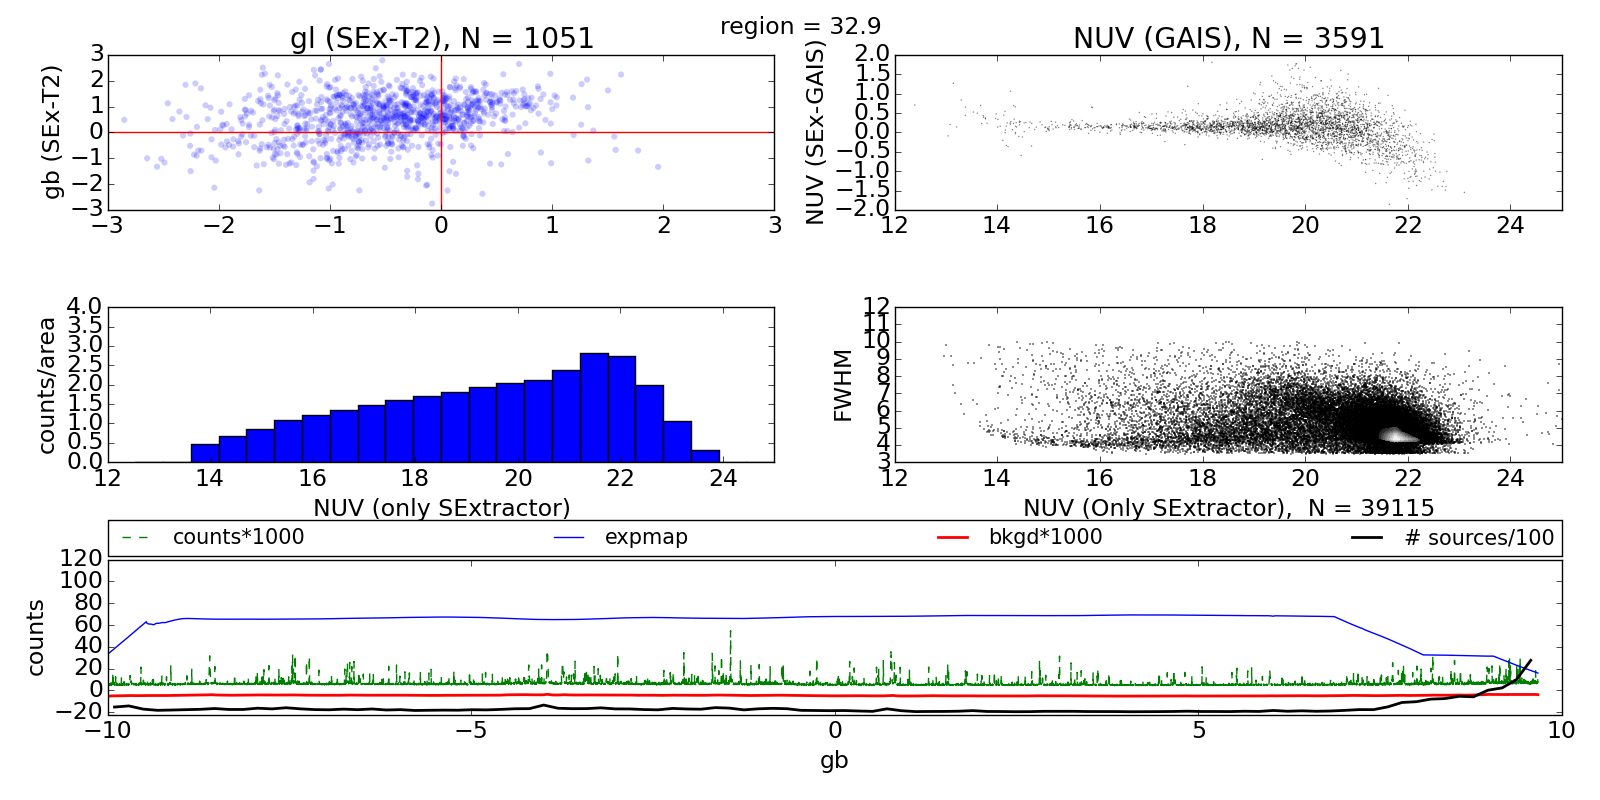 region = 32.9
gl (SEx-T2), N = 1051
gb (SEx-T2)
3
2
1
0
−1
−2
−3
−3 −2 −1 0 1 2 3
NUV (GAIS), N = 3591
NUV (SEx-GAIS)
2.0
1.5
1.0
0.5
0.0
−0.5
−1.0
−1.5
−2.0
12 14 16 18 20 22 24
counts/area
4.0
3.5
3.0
2.5
2.0
1.5
1.0
0.5
0.0
12 14 16 18 20 22 24
NUV (only SExtractor)
FWHM
12
11
10
9
8
7
6
5
4
3
12 14 16 18 20 22 24
NUV (Only SExtractor), N = 39115
counts*1000 expmap bkgd*1000 # sources/100
counts
120
100
80
60
40
20
0
−20
−10 −5 0 5 10
gb